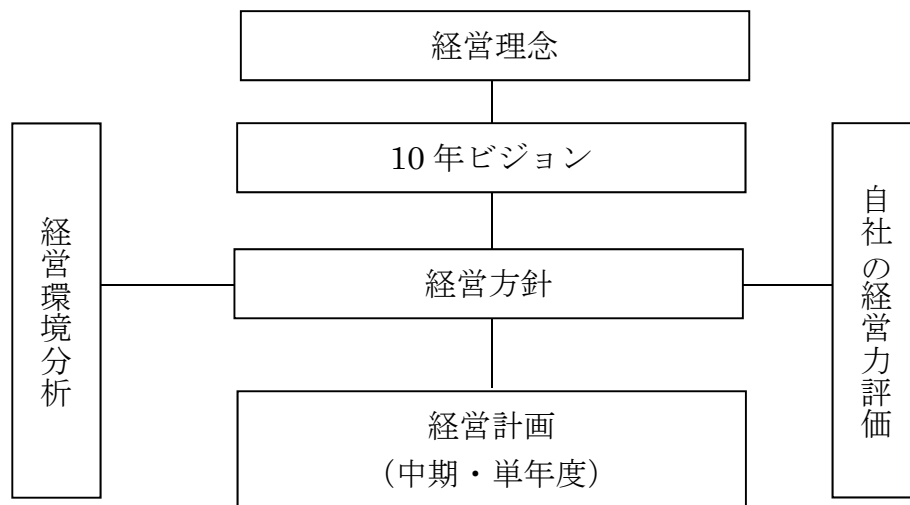 経営理念
10年ビジョン
経営環境分析
経営方針
自社の経営力評価
経営計画
（中期・単年度）